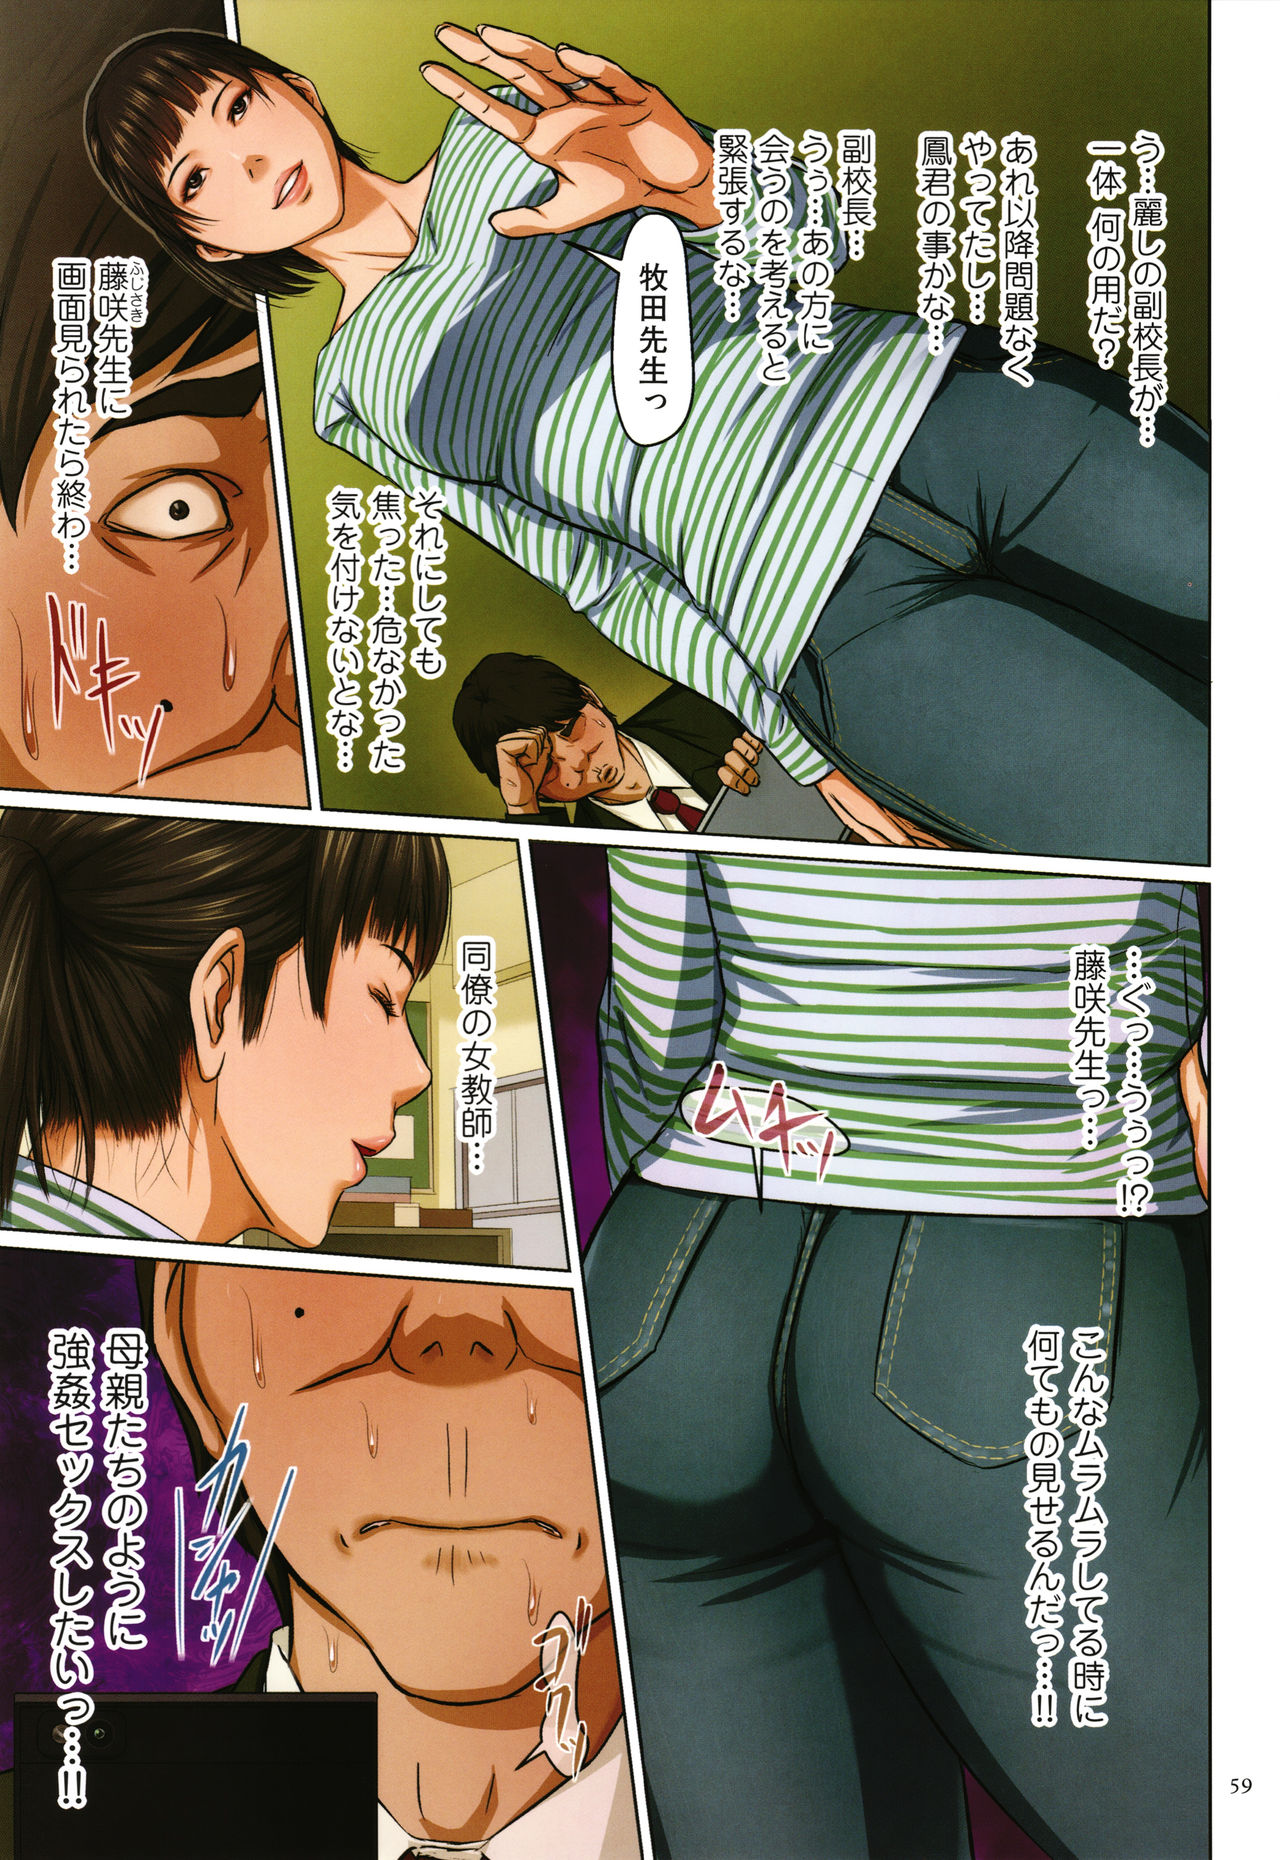 う…麗しの副校長が…
一体 何の用だ?
あれ以降問題なく
やってたし…
鳳君の事かな…
副校長…
うぅ…あの方に
会うのを考えると
緊張するな…
牧田先生っ
それにしても
焦った…危なかった
気を付けないとな…
藤咲先生に
ふじさき
画面見られたら終わ…
ドキッ
…ぐっ…うぅっ!?
藤咲先生っ…
ムチッ
こんなムラムラしてる時に
何てもの見せるんだっ…!!
同僚の女教師…
カシャッ
ゴクッ
母親たちのように
強姦セックスしたいっ…!!
59